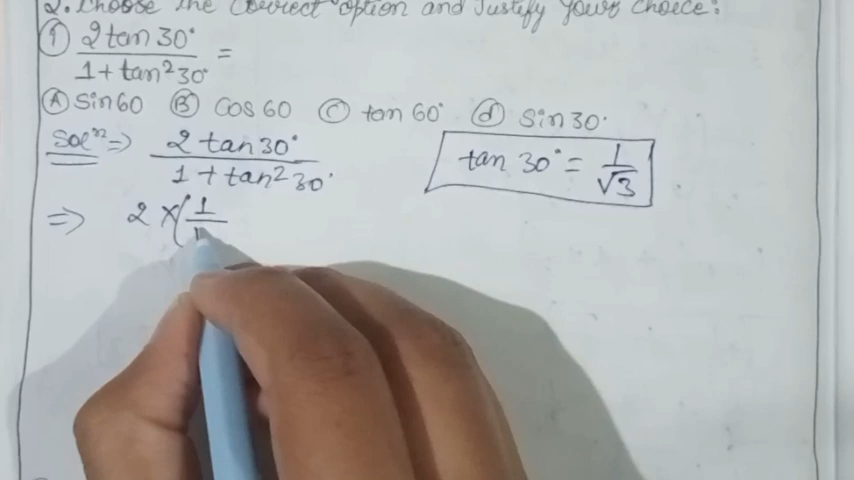 2. Choose the Correct option and Justify Your Choice:
① 2 tan 30° / 1 + tan² 30° =
Ⓐ Sin 60 Ⓑ Cos 60 Ⓒ tan 60° ⓓ Sin 30.
Solⁿ => 2 tan 30° / 1 + tan² 30° tan 30° = 1/√3
=> 2 × ( 1